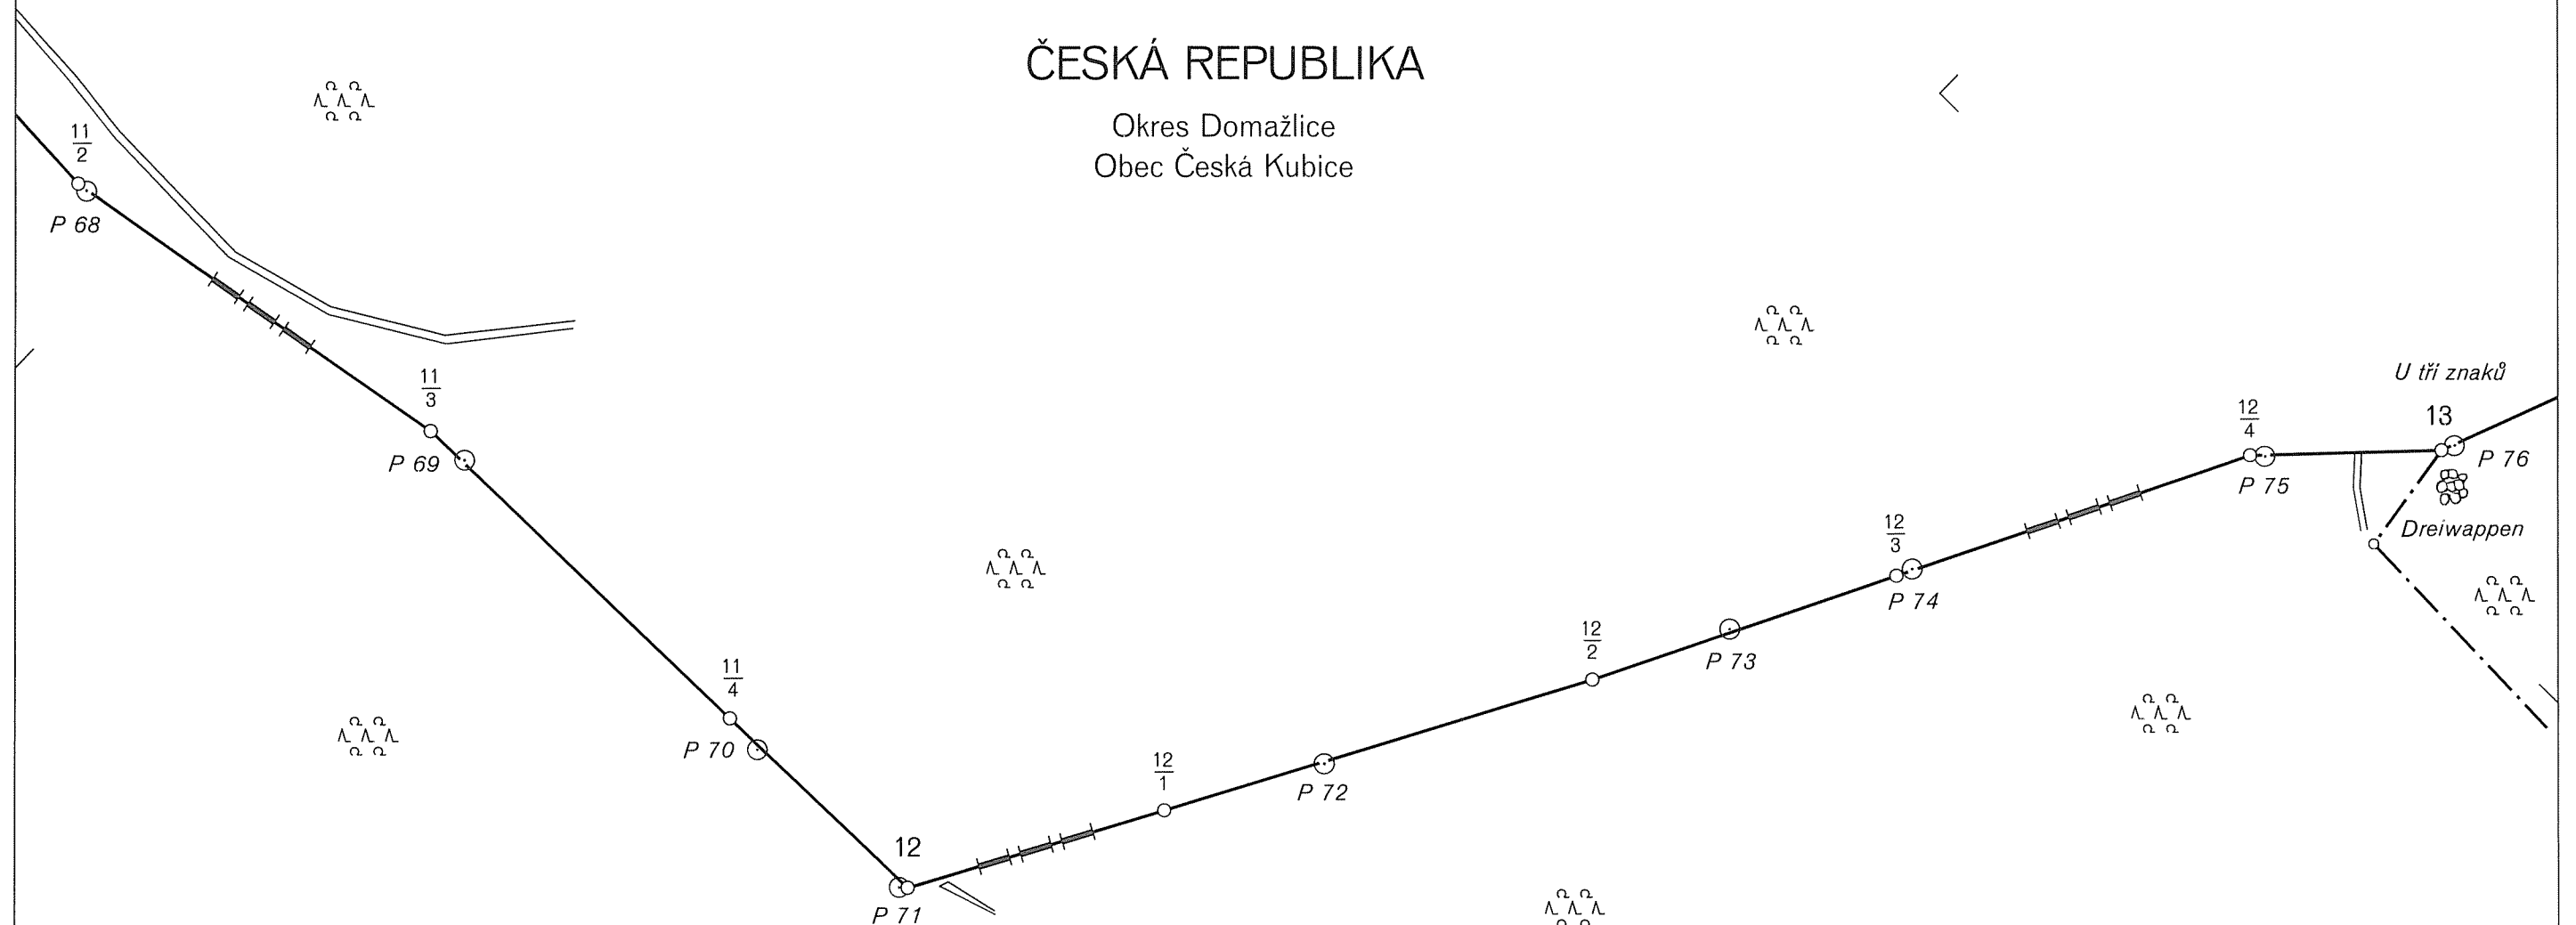 ČESKÁ REPUBLIKA
Okres Domažlice
Obec Česká Kubice
11
2
P 68
11
3
P 69
11
4
P 70
12
P 71
12
1
P 72
12
2
P 73
12
3
P 74
12
4
P 75
U tří znaků
13
P 76
Dreiwappen